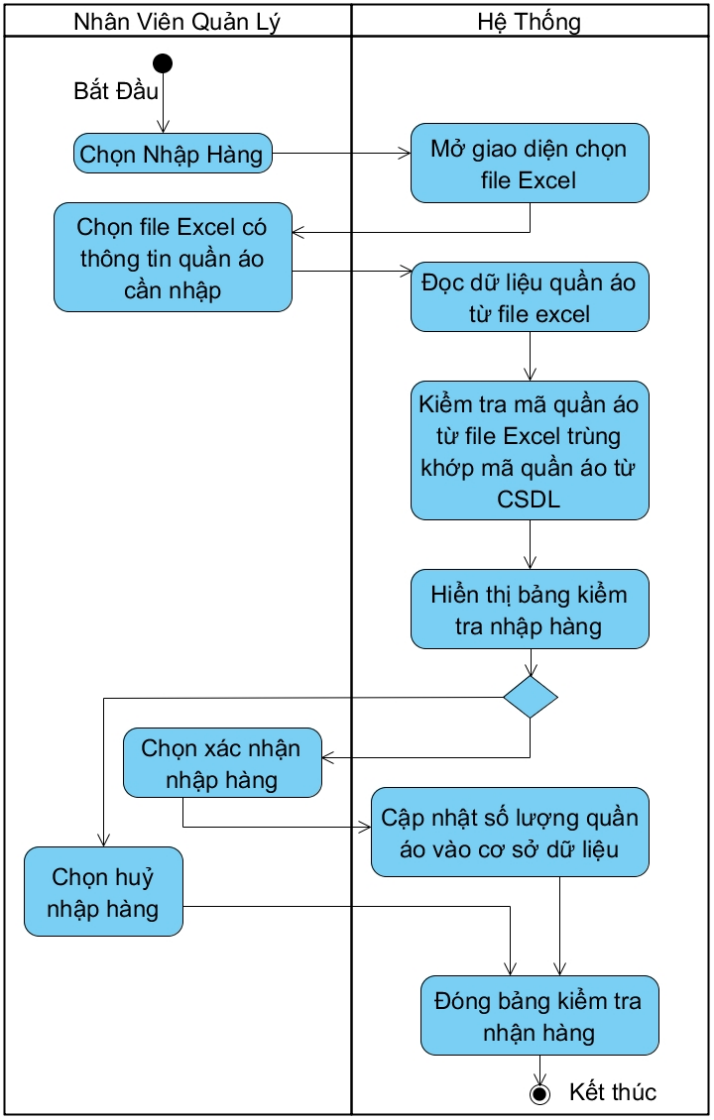 Nhân Viên Quản Lý
Hệ Thống
Bắt Đầu
Chọn Nhập Hàng
Mở giao diện chọn
file Excel
Chọn file Excel có
thông tin quần áo
cần nhập
Đọc dữ liệu quần áo
từ file excel
Kiểm tra mã quần áo
từ file Excel trùng
khớp mã quần áo từ
CSDL
Hiển thị bảng kiểm
tra nhập hàng
Chọn xác nhận
nhập hàng
Cập nhật số lượng quần
áo vào cơ sở dữ liệu
Chọn huỷ
nhập hàng
Đóng bảng kiểm tra
nhận hàng
Kết thúc